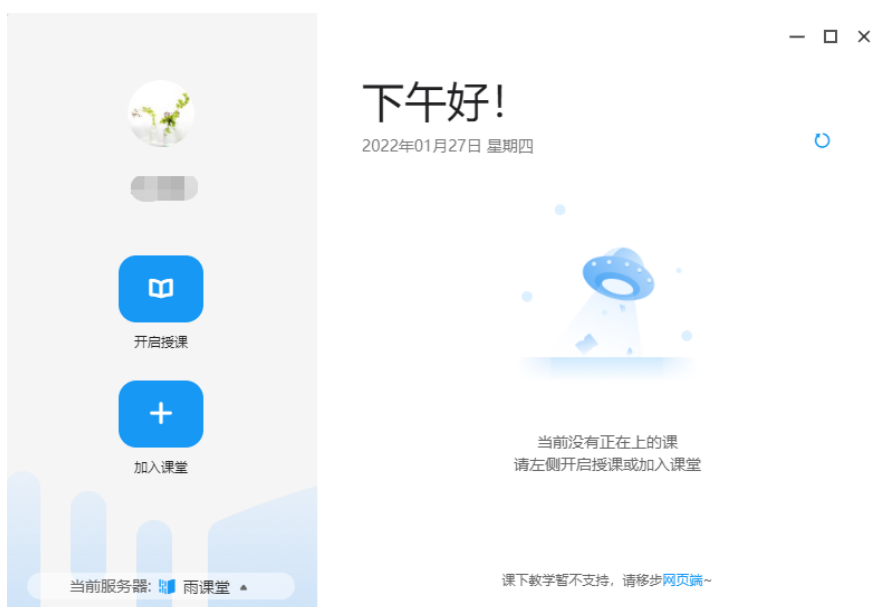 下午好!
2022年01月27日 星期四
开启授课
加入课堂
当前没有正在上的课
请左侧开启授课或加入课堂
当前服务器: 雨课堂
课下教学暂不支持，请移步网页端~